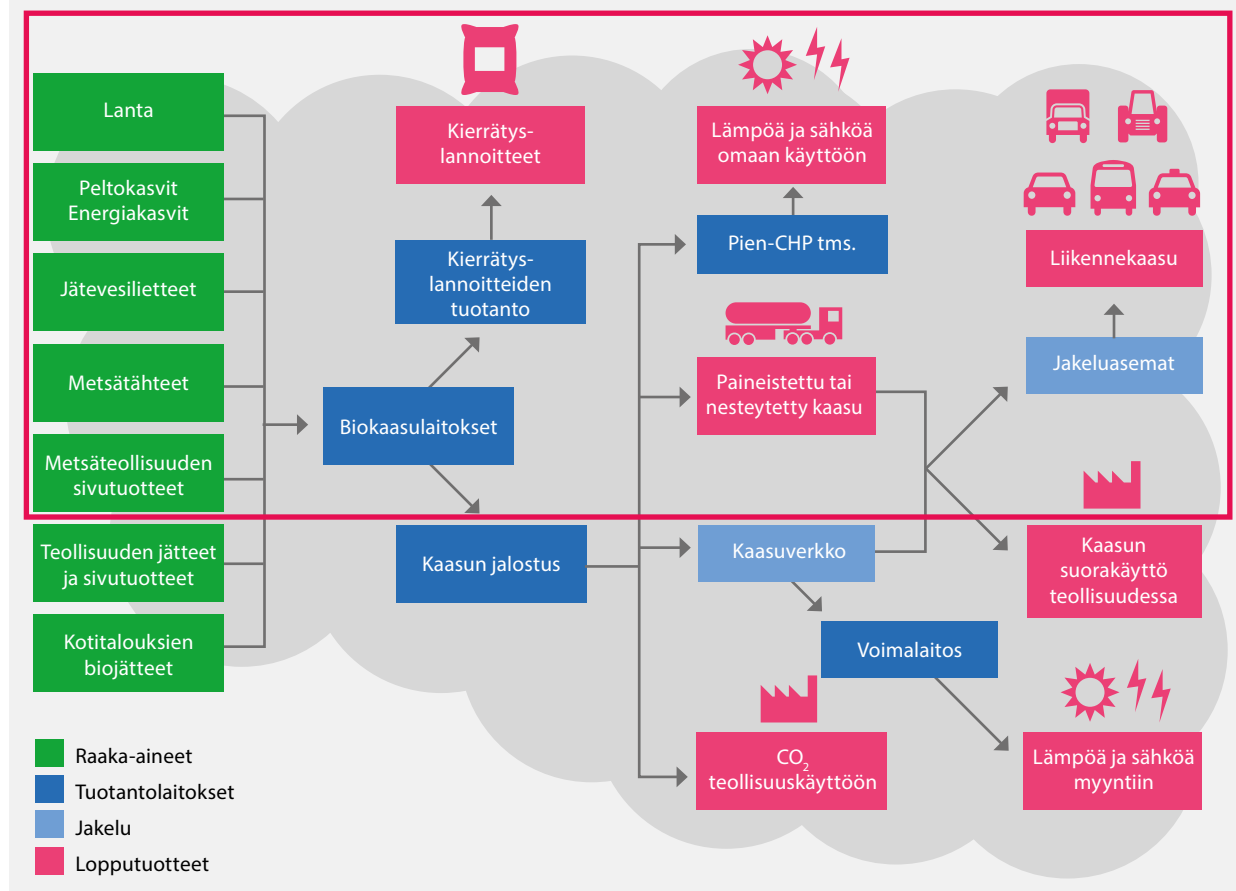 Lanta
Peltokasvit
Energiakasvit
Jätevesilietteet
Metsätähteet
Metsäteollisuuden
sivutuotteet
Teollisuuden jätteet
ja sivutuotteet
Kotitalouksien
biojätteet
Kierrätys-
lannoitteet
Kierrätys-
lannoitteiden
tuotanto
Biokaasulaitokset
Kaasun jalostus
Lämpöä ja sähköä
omaan käyttöön
Pien-CHP tms.
Paineistettu tai
nesteytetty kaasu
Kaasuverkko
Voimalaitos
CO₂
teollisuuskäyttöön
Liikennekaasu
Jakeluasemat
Kaasun
suorakäyttö
teollisuudessa
Lämpöä ja sähköä
myyntiin
Raaka-aineet
Tuotantolaitokset
Jakelu
Lopputuotteet